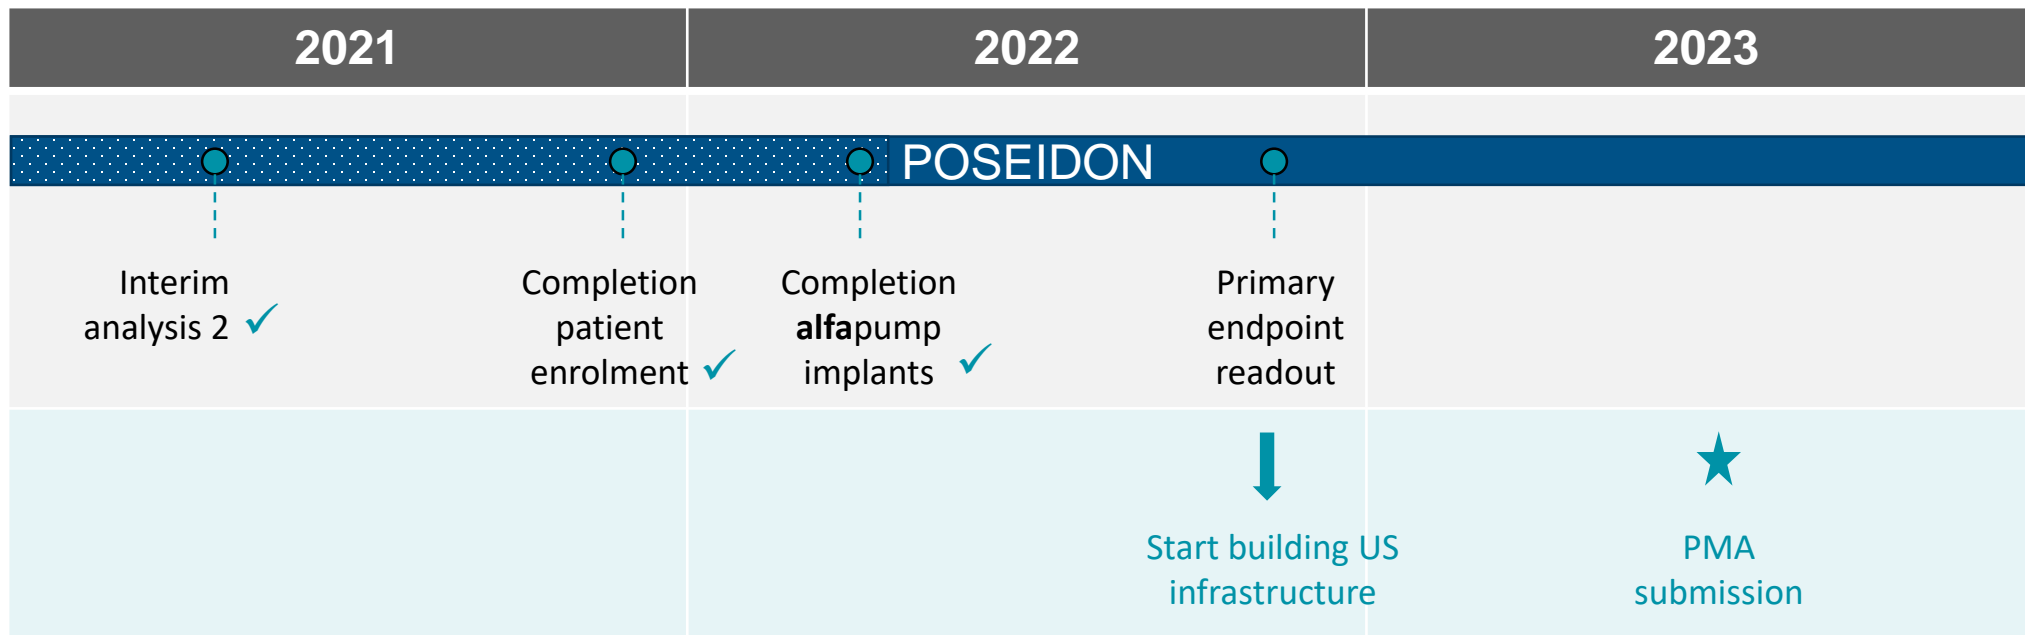 2021
2022
2023
POSEIDON
Interim
analysis 2 ✓
Completion
patient
enrolment ✓
Completion
alfapump
implants ✓
Primary
endpoint
readout
Start building US
infrastructure
PMA
submission